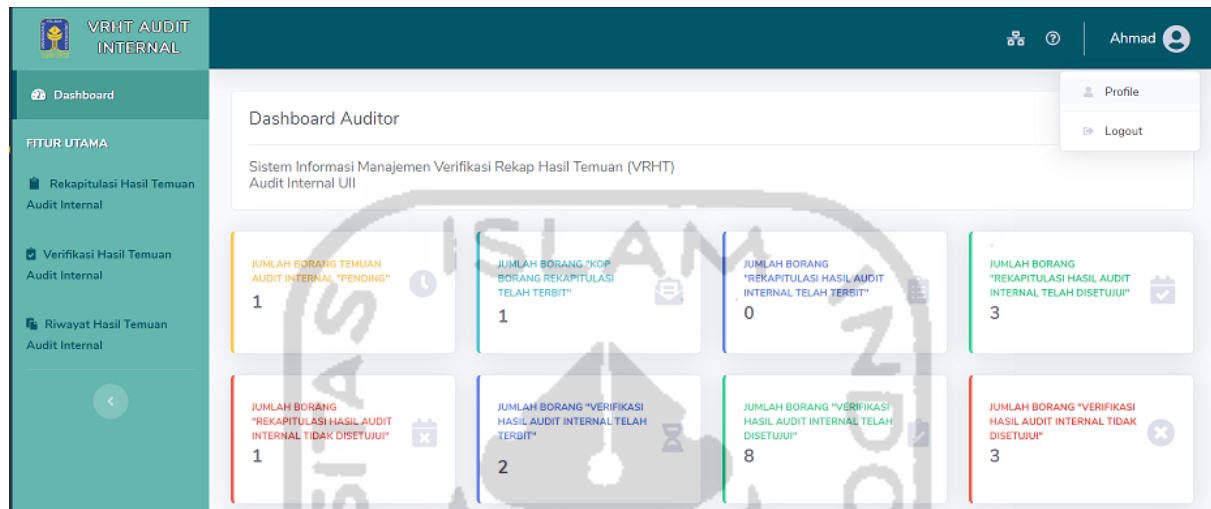 VRHT AUDIT
INTERNAL
Ahmad
Profile
Logout
Dashboard
FITUR UTAMA
Rekapitulasi Hasil Temuan
Audit Internal
Verifikasi Hasil Temuan
Audit Internal
Riwayat Hasil Temuan
Audit Internal
Dashboard Auditor
Sistem Informasi Manajemen Verifikasi Rekap Hasil Temuan (VRHT)
Audit Internal UII
JUMLAH BORANG TEMUAN
AUDIT INTERNAL "PENDING"
1
JUMLAH BORANG "KOP
BORANG REKAPITULASI
TELAH TERBIT"
1
JUMLAH BORANG
"REKAPITULASI HASIL AUDIT
INTERNAL TELAH TERBIT"
0
JUMLAH BORANG
"REKAPITULASI HASIL AUDIT
INTERNAL TELAH DISETUJUI"
3
JUMLAH BORANG
"REKAPITULASI HASIL AUDIT
INTERNAL TIDAK DISETUJUI"
1
JUMLAH BORANG "VERIFIKASI
HASIL AUDIT INTERNAL TELAH
TERBIT"
2
JUMLAH BORANG "VERIFIKASI
HASIL AUDIT INTERNAL TELAH
DISETUJUI"
8
JUMLAH BORANG "VERIFIKASI
HASIL AUDIT INTERNAL TIDAK
DISETUJUI"
3
ISLAM